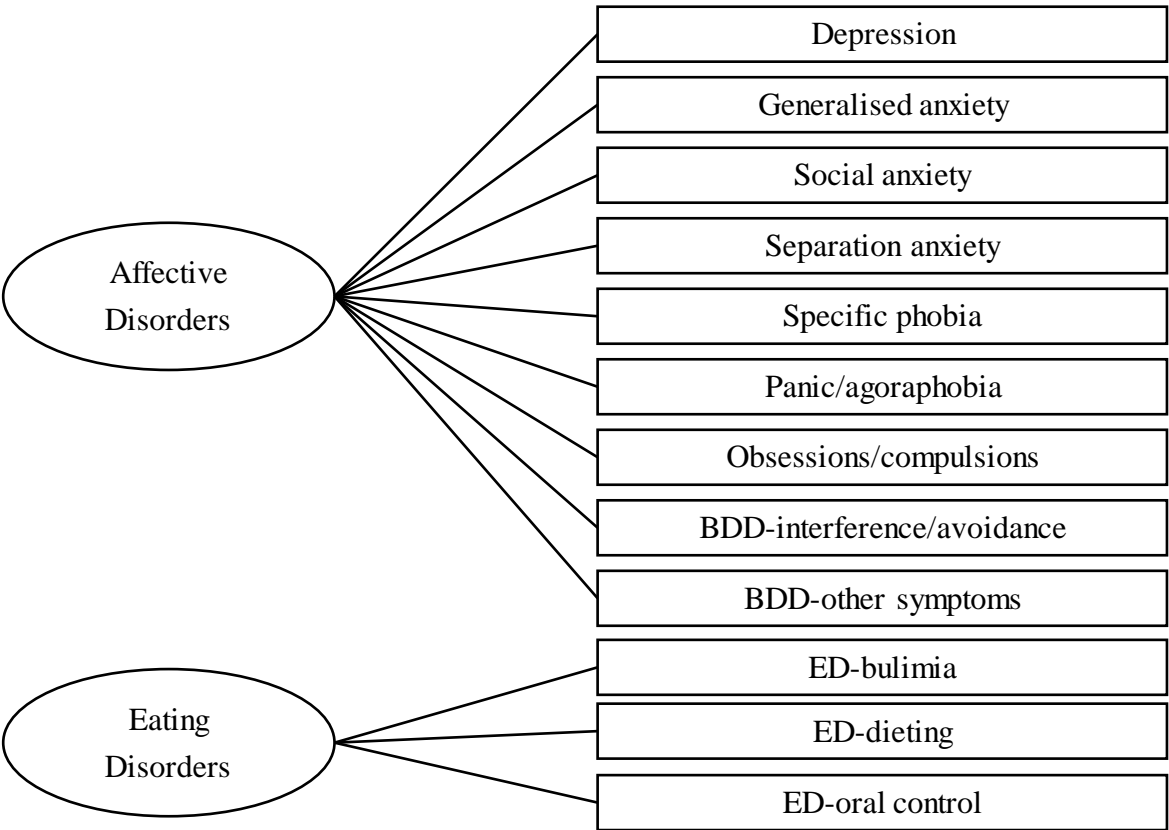 Depression
Generalised anxiety
Social anxiety
Separation anxiety
Affective
Disorders
Specific phobia
Panic/agoraphobia
Obsessions/compulsions
BDD-interference/avoidance
BDD-other symptoms
ED-bulimia
Eating
Disorders
ED-dieting
ED-oral control